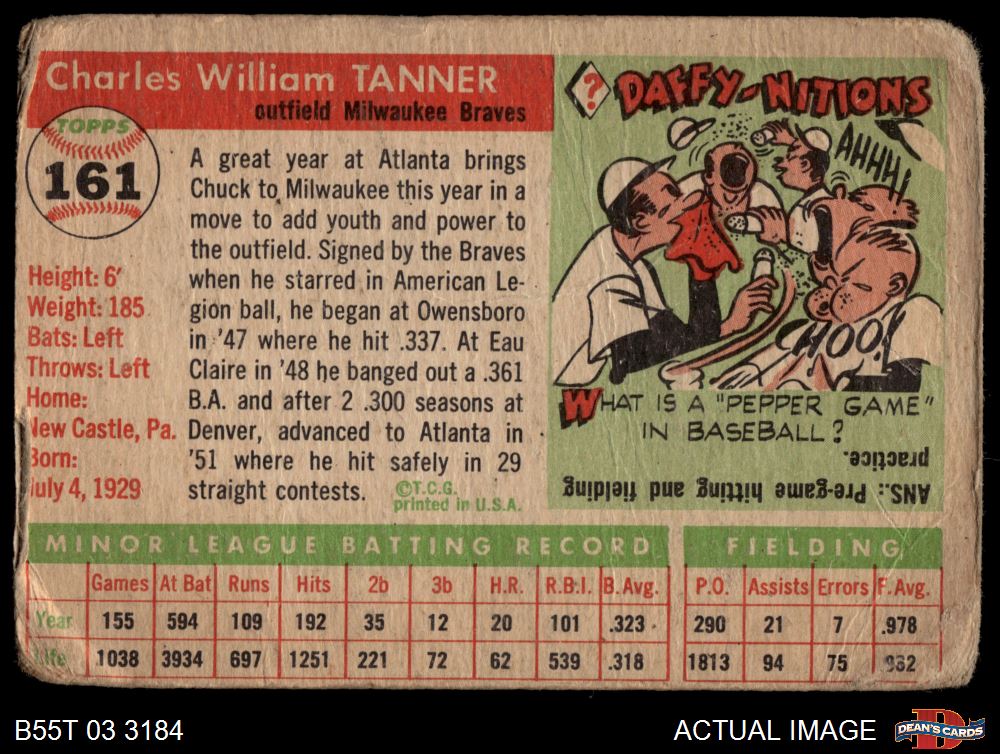 Charles William TANNER
outfield Milwaukee Braves
TOPPS
161
Height: 6'
Weight: 185
Bats: Left
Throws: Left
Home:
New Castle, Pa.
Born:
July 4, 1929
A great year at Atlanta brings
Chuck to Milwaukee this year in a
move to add youth and power to
the outfield. Signed by the Braves
when he starred in American Le-
gion ball, he began at Owensboro
in '47 where he hit .337. At Eau
Claire in '48 he banged out a .361
B.A. and after 2 .300 seasons at
Denver, advanced to Atlanta in
'51 where he hit safely in 29
straight contests.
©T.C.G.
printed in U.S.A.
?
DAFFY-NITIONS
AHHH!
CHOO!
WHAT IS A "PEPPER GAME"
IN BASEBALL?
ANS.: Pre-game hitting and fielding
practice.
MINOR LEAGUE BATTING RECORD
Games At Bat Runs Hits 2b 3b H.R. R.B.I. B. Avg.
Year 155 594 109 192 35 12 20 101 .323
Life 1038 3934 697 1251 221 72 62 539 .318
FIELDING
P.O. Assists Errors F. Avg.
290 21 7 .978
1813 94 75
B55T 03 3184
ACTUAL IMAGE
DEAN'S CARDS